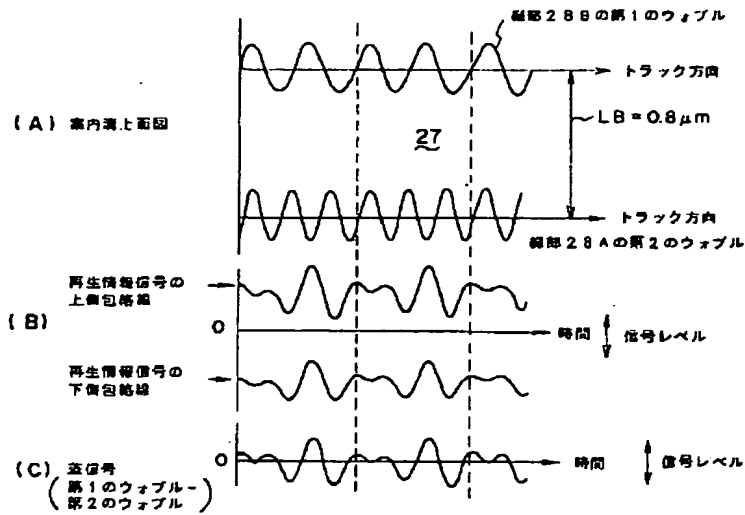 縁部28Bの第1のウォブル
トラック方向
(A) 案内溝上面図
LB=0.8μm
27
トラック方向
縁部28Aの第2のウォブル
再生情報信号の
上側包絡線
(B)
0
時間
信号レベル
再生情報信号の
下側包絡線
0
時間
信号レベル
(C) 差信号
(第1のウォブル-
第2のウォブル)